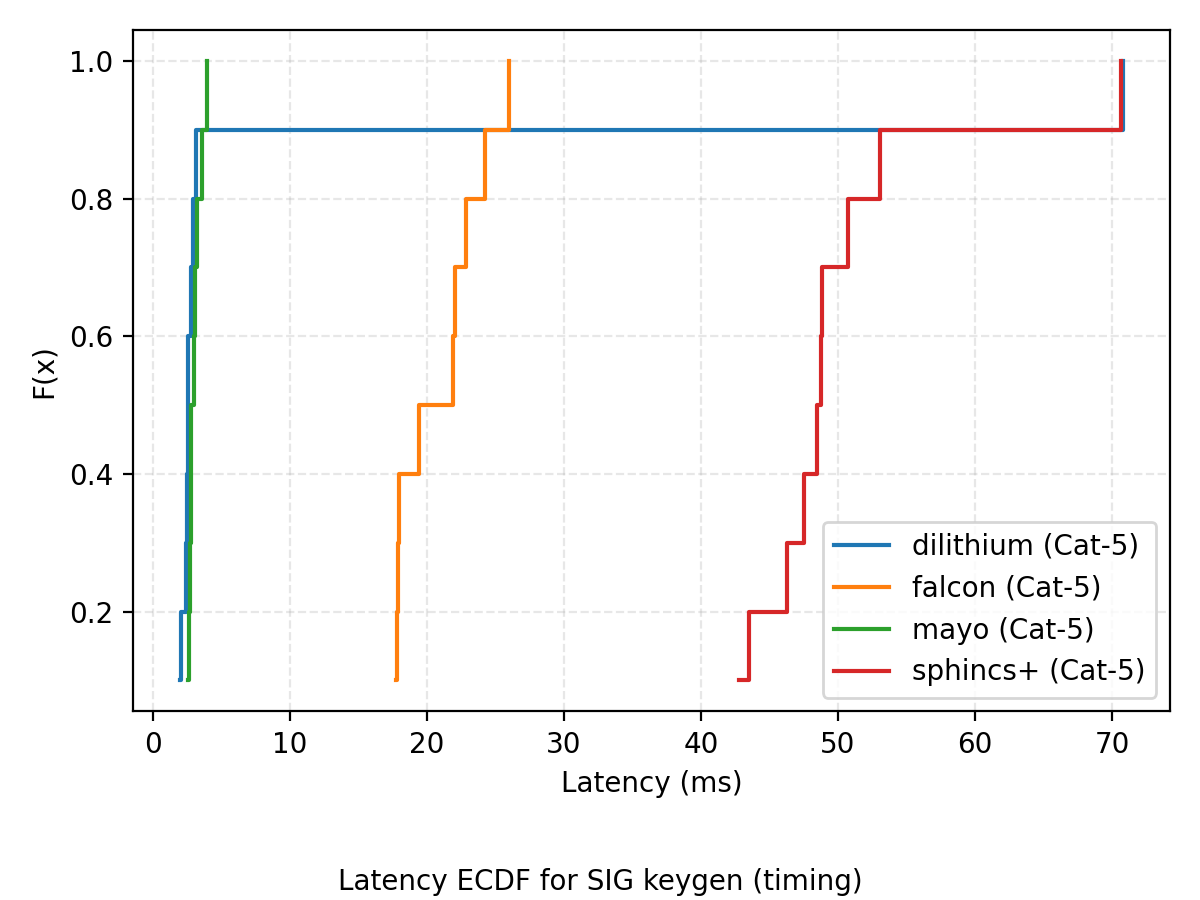 1.0
0.8
0.6
0.4
0.2
F(x)
0 10 20 30 40 50 60 70
Latency (ms)
dilithium (Cat-5)
falcon (Cat-5)
mayo (Cat-5)
sphincs+ (Cat-5)
Latency ECDF for SIG keygen (timing)